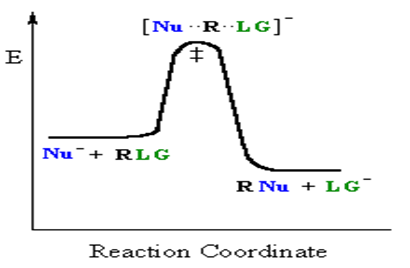 [Nu··R··LG]⁻
‡
E
Nu⁻ + RLG
RNu + LG⁻
Reaction Coordinate